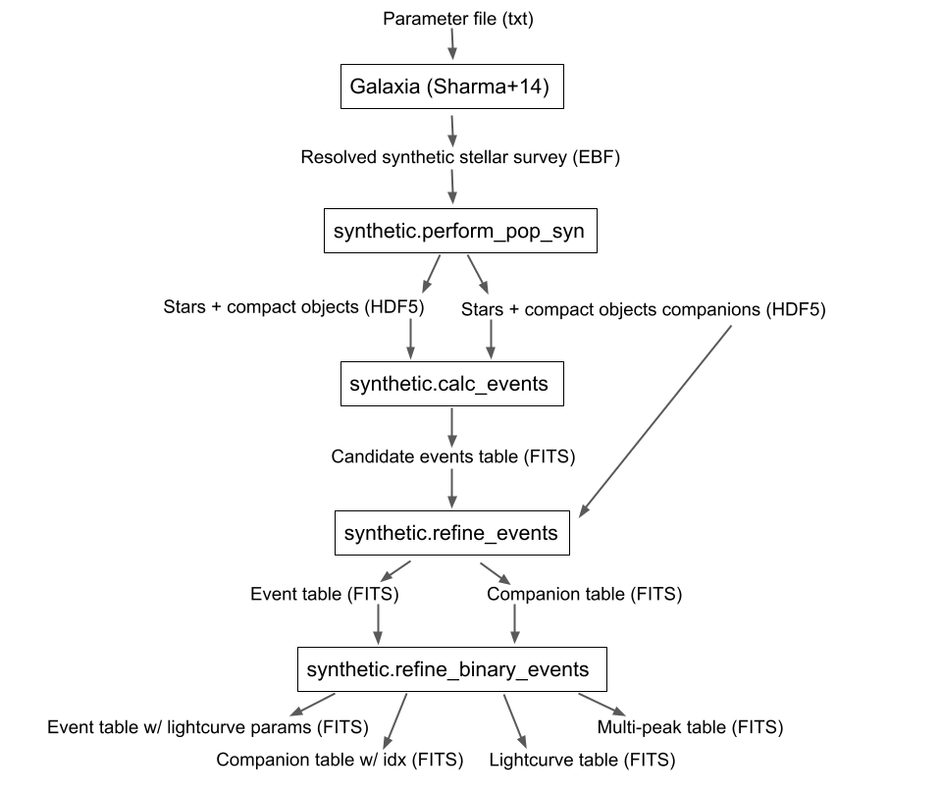 Parameter file (txt)
Galaxia (Sharma+14)
Resolved synthetic stellar survey (EBF)
synthetic.perform_pop_syn
Stars + compact objects (HDF5)
Stars + compact objects companions (HDF5)
synthetic.calc_events
Candidate events table (FITS)
synthetic.refine_events
Event table (FITS)
Companion table (FITS)
synthetic.refine_binary_events
Event table w/ lightcurve params (FITS)
Multi-peak table (FITS)
Companion table w/ idx (FITS)
Lightcurve table (FITS)